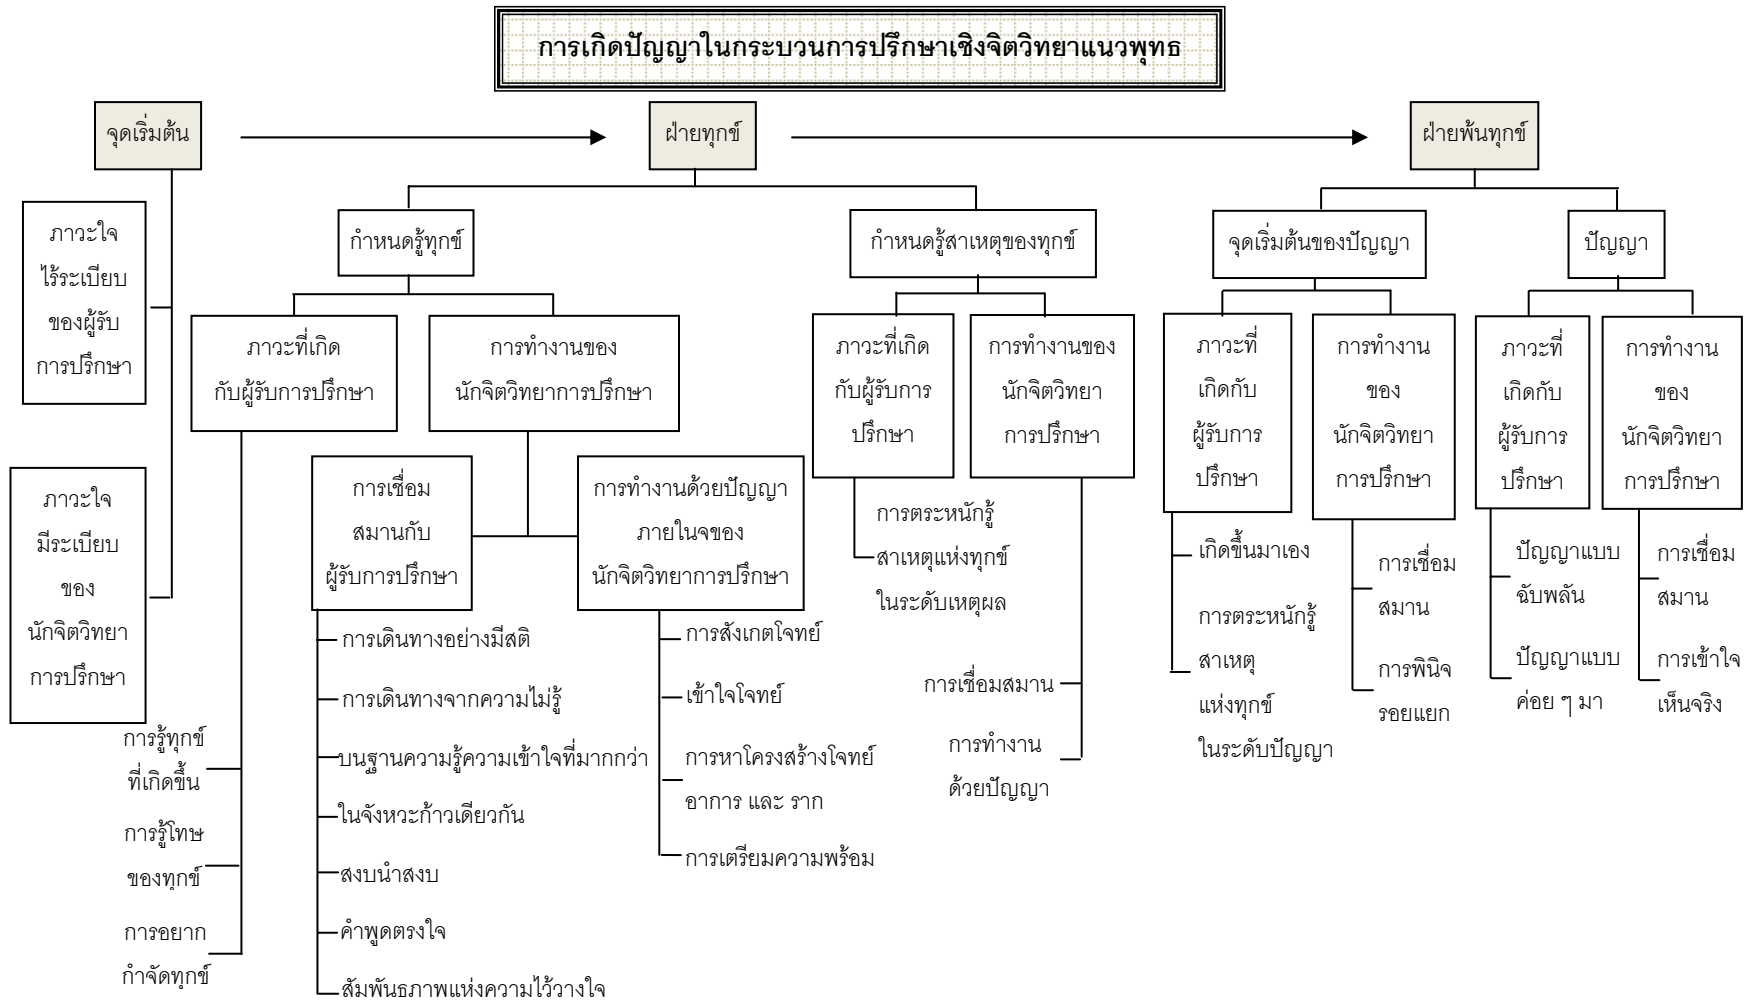 การเกิดปัญญาในกระบวนการปรึกษาเชิงจิตวิทยาแนวพุทธ
จุดเริ่มต้น
ฝ่ายทุกข์
ฝ่ายพ้นทุกข์
ภาวะใจ
ไร้ระเบียบ
ของผู้รับ
การปรึกษา
ภาวะใจ
มีระเบียบ
ของ
นักจิตวิทยา
การปรึกษา
กำหนดรู้ทุกข์
กำหนดรู้สาเหตุของทุกข์
จุดเริ่มต้นของปัญญา
ปัญญา
ภาวะที่เกิด
กับผู้รับการปรึกษา
การรู้ทุกข์
ที่เกิดขึ้น
การรู้โทษ
ของทุกข์
การอยาก
กำจัดทุกข์
การทำงานของ
นักจิตวิทยาการปรึกษา
การเชื่อม
สมานกับ
ผู้รับการปรึกษา
การเดินทางอย่างมีสติ
การเดินทางจากความไม่รู้
บนฐานความรู้ความเข้าใจที่มากกว่า
ในจังหวะก้าวเดียวกัน
สงบนำสงบ
คำพูดตรงใจ
สัมพันธภาพแห่งความไว้วางใจ
การทำงานด้วยปัญญา
ภายในจของ
นักจิตวิทยาการปรึกษา
การสังเกตโจทย์
เข้าใจโจทย์
การหาโครงสร้างโจทย์
อาการ และ ราก
การเตรียมความพร้อม
ภาวะที่เกิด
กับผู้รับการ
ปรึกษา
การตระหนักรู้
สาเหตุแห่งทุกข์
ในระดับเหตุผล
การทำงานของ
นักจิตวิทยา
การปรึกษา
การเชื่อมสมาน
การทำงาน
ด้วยปัญญา
ภาวะที่
เกิดกับ
ผู้รับการ
ปรึกษา
เกิดขึ้นมาเอง
การตระหนักรู้
สาเหตุ
แห่งทุกข์
ในระดับปัญญา
การทำงาน
ของ
นักจิตวิทยา
การปรึกษา
การเชื่อม
สมาน
การพินิจ
รอยแยก
ภาวะที่
เกิดกับ
ผู้รับการ
ปรึกษา
ปัญญาแบบ
ฉับพลัน
ปัญญาแบบ
ค่อย ๆ มา
การทำงาน
ของ
นักจิตวิทยา
การปรึกษา
การเชื่อม
สมาน
การเข้าใจ
เห็นจริง